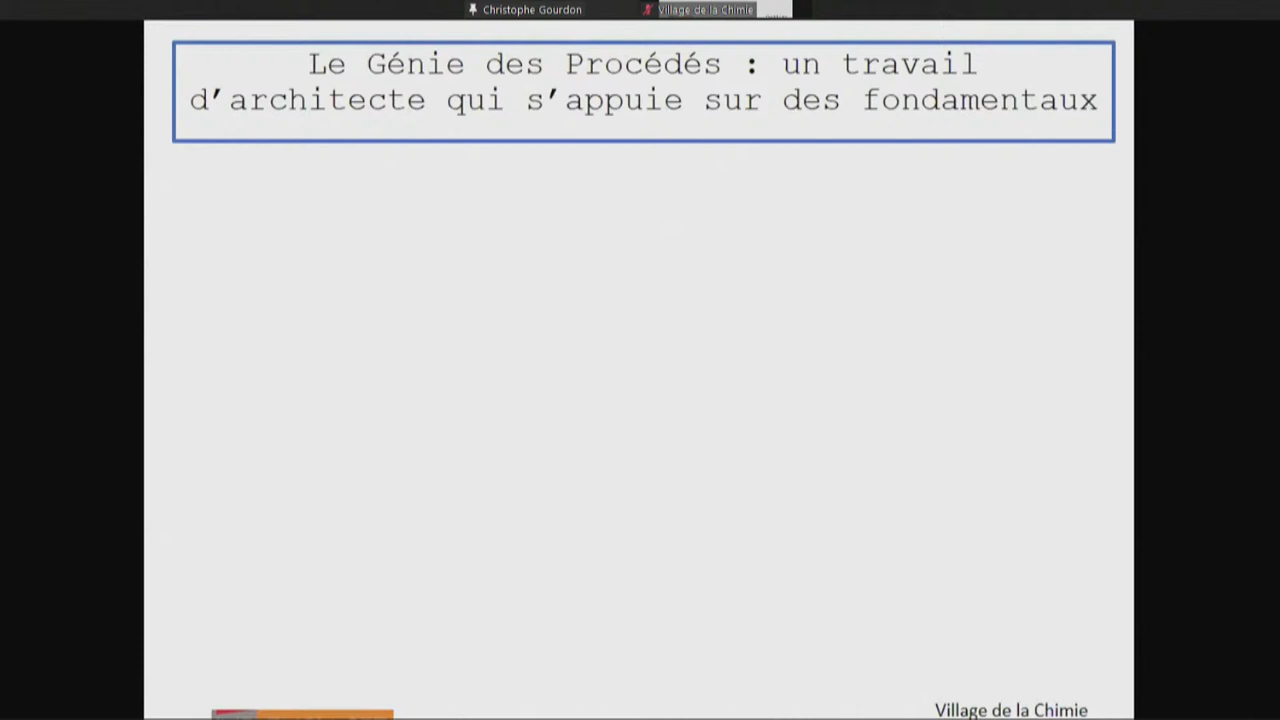 Christophe Gourdon
Village de la Chimie
Le Génie des Procédés : un travail
d’architecte qui s’appuie sur des fondamentaux
Village de la Chimie